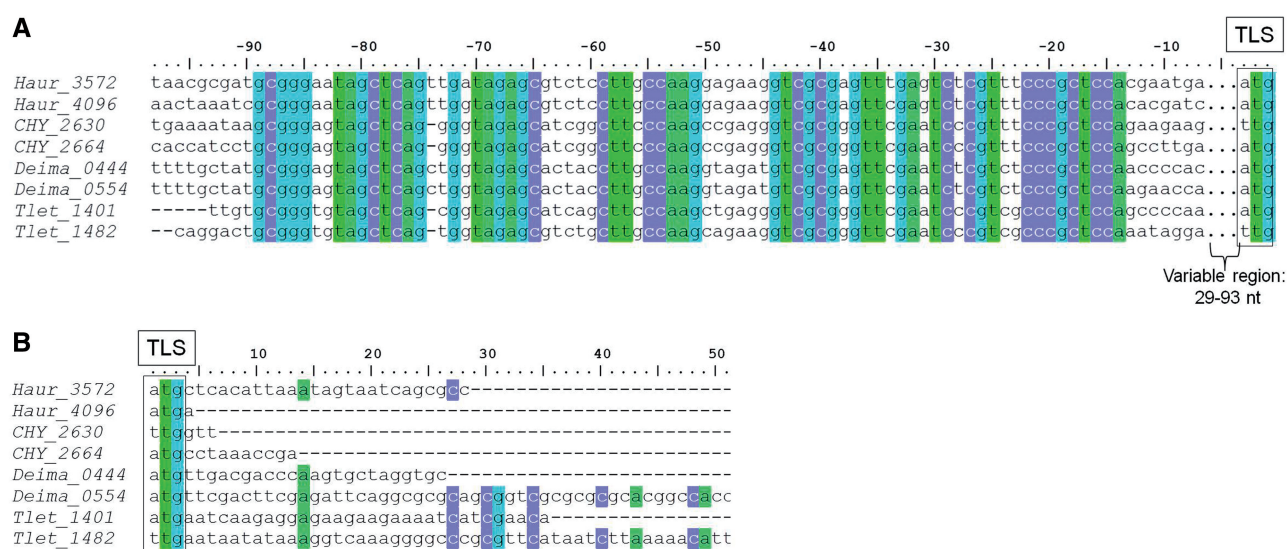 A
-90 -80 -70 -60 -50 -40 -30 -20 -10 TLS
Haur_3572 taacgcgatgcgggaatagctcagttgatagagcgtctccttgccaaggagaaggtcgcgagttcgagtctcgtttcccgctccacgaatga...atg
Haur_4096 aactaaatcgcgggagtagctcagttggtagagcgtctccttgccaaggagaaggtcgcgagttcgagtctcgtttcccgctccacacgatc...atg
CHY_2630 tgaaaataagcgggagtagctcag-gggtagagcatcggcttcccaagccgagggtcgcgggttcgaatcccgtttcccgctccagaagaag...ttg
CHY_2664 caccatcctgcgggagtagctcag-gggtagagcatcggcttcccaagccgagggtcgcgggttcgaatcccgtttcccgctccagccttga...atg
Deima_0444 ttttgctatgcgggagtagctcagctggtagagcactaccttgccaaggtagatgtcgcgagttcgaatctcgtctcccgctccaaccccac...atg
Deima_0554 ttttgctatgcgggagtagctcagctggtagagcactaccttgccaaggtagatgtcgcgagttcgaatctcgtctcccgctccaagaacca...atg
Tlet_1401 -----ttgtgcgggtgtagctcag-cggtagagcatcagcttcccaagctgagggtcgcgggttcgaatcccgtcgcccgctccagccccaa...atg
Tlet_1482 --caggactgcgggtgtagctcag-tggtagagcgtctgcttgccaagcagaaggtcgcgggttcgaatcccgtcgcccgctccaaatagga...ttg
Variable region:
29-93 nt
B
TLS 10 20 30 40 50
Haur_3572 atgctcacattaaatagtaatcagcgcc-----------------------
Haur_4096 atga-----------------------------------------------
CHY_2630 ttggtt---------------------------------------------
CHY_2664 atgcctaaaccga--------------------------------------
Deima_0444 atgttgacgacccaagtgctaggtgc-------------------------
Deima_0554 atgttcgacttcgagattcaggcgcgcagcggtcgcgcgcgcacggccacc
Tlet_1401 atgaatcaagaggagaagaagaaaatcatcgaaca----------------
Tlet_1482 ttgaataatataaaggtcaaaggggcccgcgttcataatcttaaaaacatt